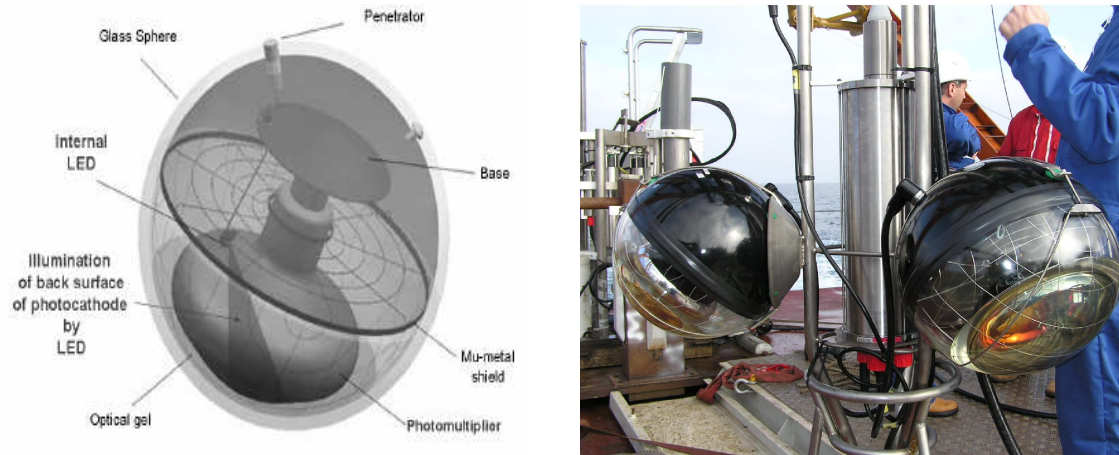 Penetrator
Glass Sphere
Internal
LED
Base
Illumination
of back surface
of photocathode
by
LED
Mu-metal
shield
Optical gel
Photomultiplier